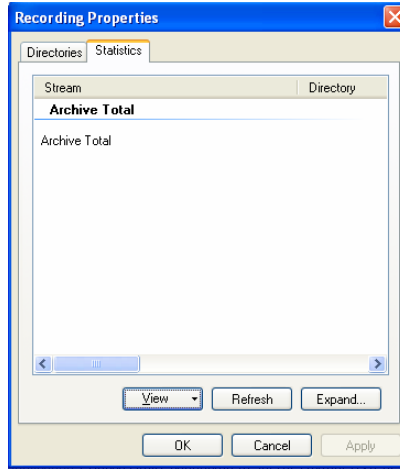 Recording Properties
Directories Statistics
Stream Directory
Archive Total
Archive Total
View Refresh Expand...
OK Cancel Apply